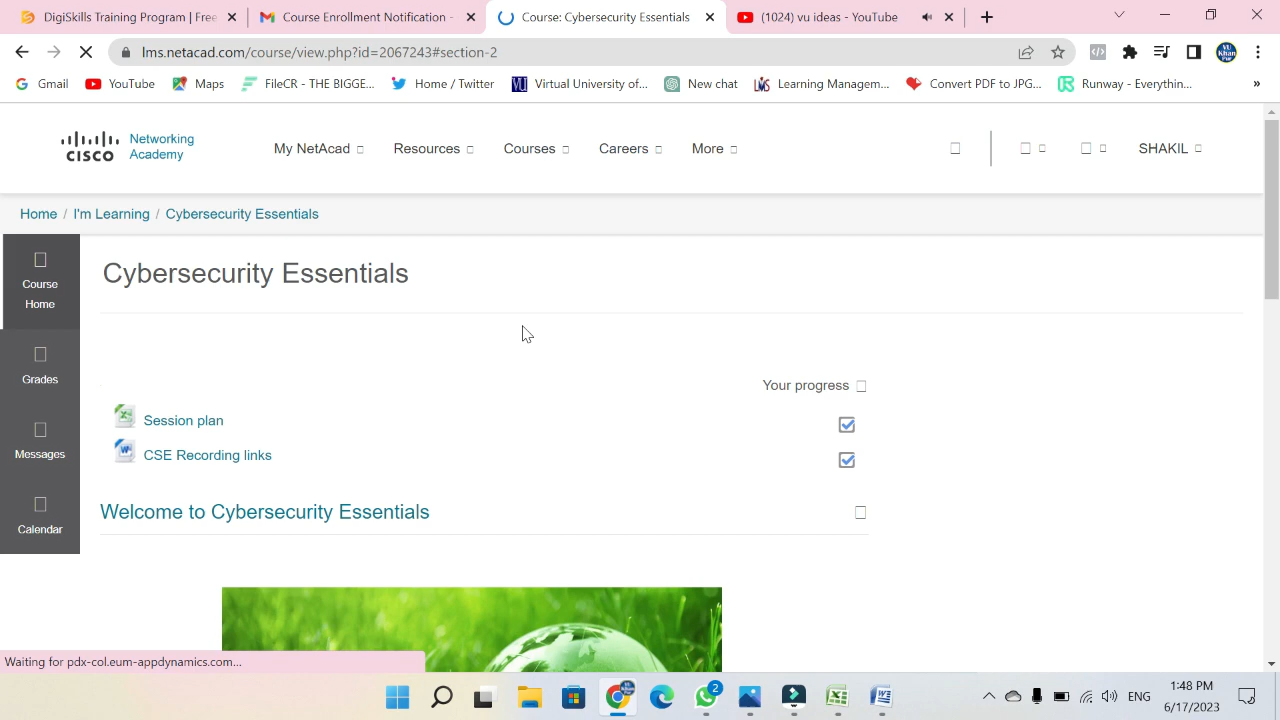 DigiSkills Training Program | Free
Course Enrollment Notification -
Course: Cybersecurity Essentials
(1024) vu ideas - YouTube
lms.netacad.com/course/view.php?id=2067243#section-2
VU
Khan
Gmail
YouTube
Maps
FileCR - THE BIGGE...
Home / Twitter
Virtual University of...
New chat
Learning Managem...
Convert PDF to JPG...
Runway - Everythin...
»
CISCO
Networking
Academy
My NetAcad
Resources
Courses
Careers
More
SHAKIL
Home / I'm Learning / Cybersecurity Essentials
Course
Home
Grades
Messages
Calendar
Cybersecurity Essentials
Your progress
Session plan
CSE Recording links
Welcome to Cybersecurity Essentials
Waiting for pdx-col.eum-appdynamics.com...
2
ENG
1:48 PM
6/17/2023